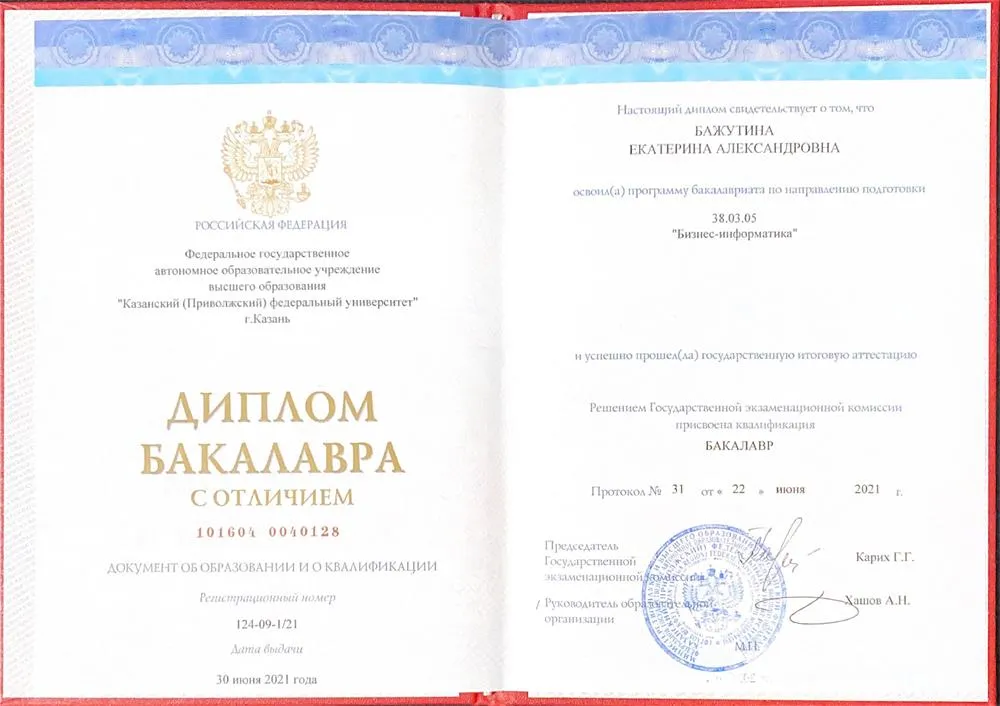 РОССИЙСКАЯ ФЕДЕРАЦИЯ
Федеральное государственное
автономное образовательное учреждение
высшего образования
"Казанский (Приволжский) федеральный университет"
г.Казань
ДИПЛОМ
БАКАЛАВРА
С ОТЛИЧИЕМ
101604 0040128
ДОКУМЕНТ ОБ ОБРАЗОВАНИИ И О КВАЛИФИКАЦИИ
Регистрационный номер
124-09-1/21
Дата выдачи
30 июня 2021 года
Настоящий диплом свидетельствует о том, что
БАЖУТИНА
ЕКАТЕРИНА АЛЕКСАНДРОВНА
освоил(а) программу бакалавриата по направлению подготовки
38.03.05
"Бизнес-информатика"
и успешно прошел(ла) государственную итоговую аттестацию
Решением Государственной экзаменационной комиссии
присвоена квалификация
БАКАЛАВР
Протокол № 31 от « 22 » июня 2021 г.
Председатель
Государственной
экзаменационной комиссии
Карих Г.Г.
/ Руководитель образовательной
организации
Хашов А.Н.
М.П.